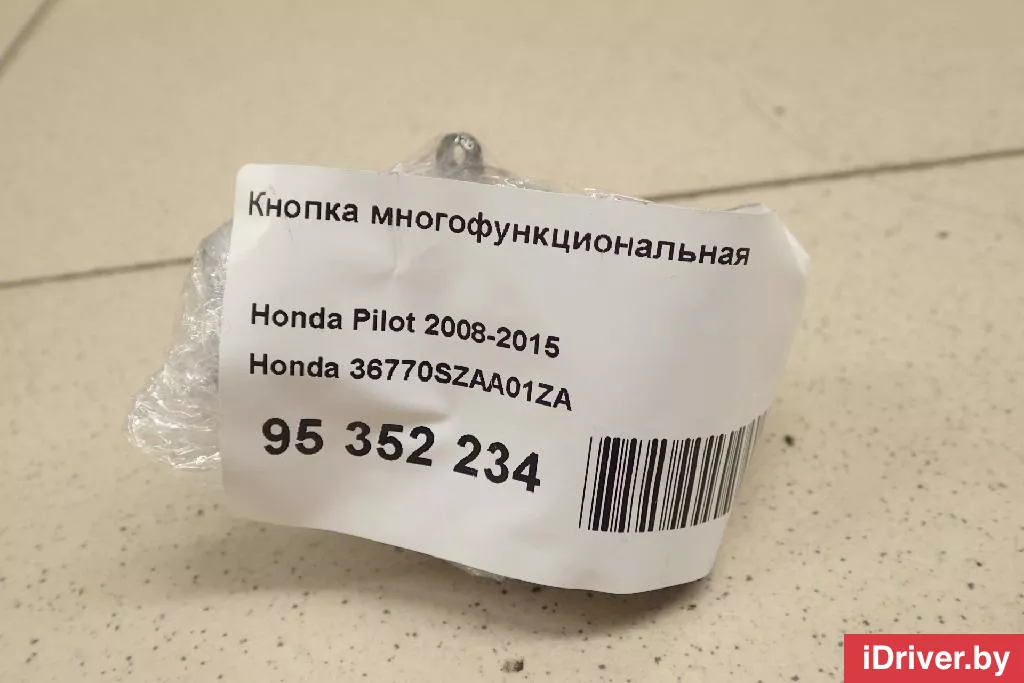 Кнопка многофункциональная
Honda Pilot 2008-2015
Honda 36770SZAA01ZA
95 352 234
iDriver.by